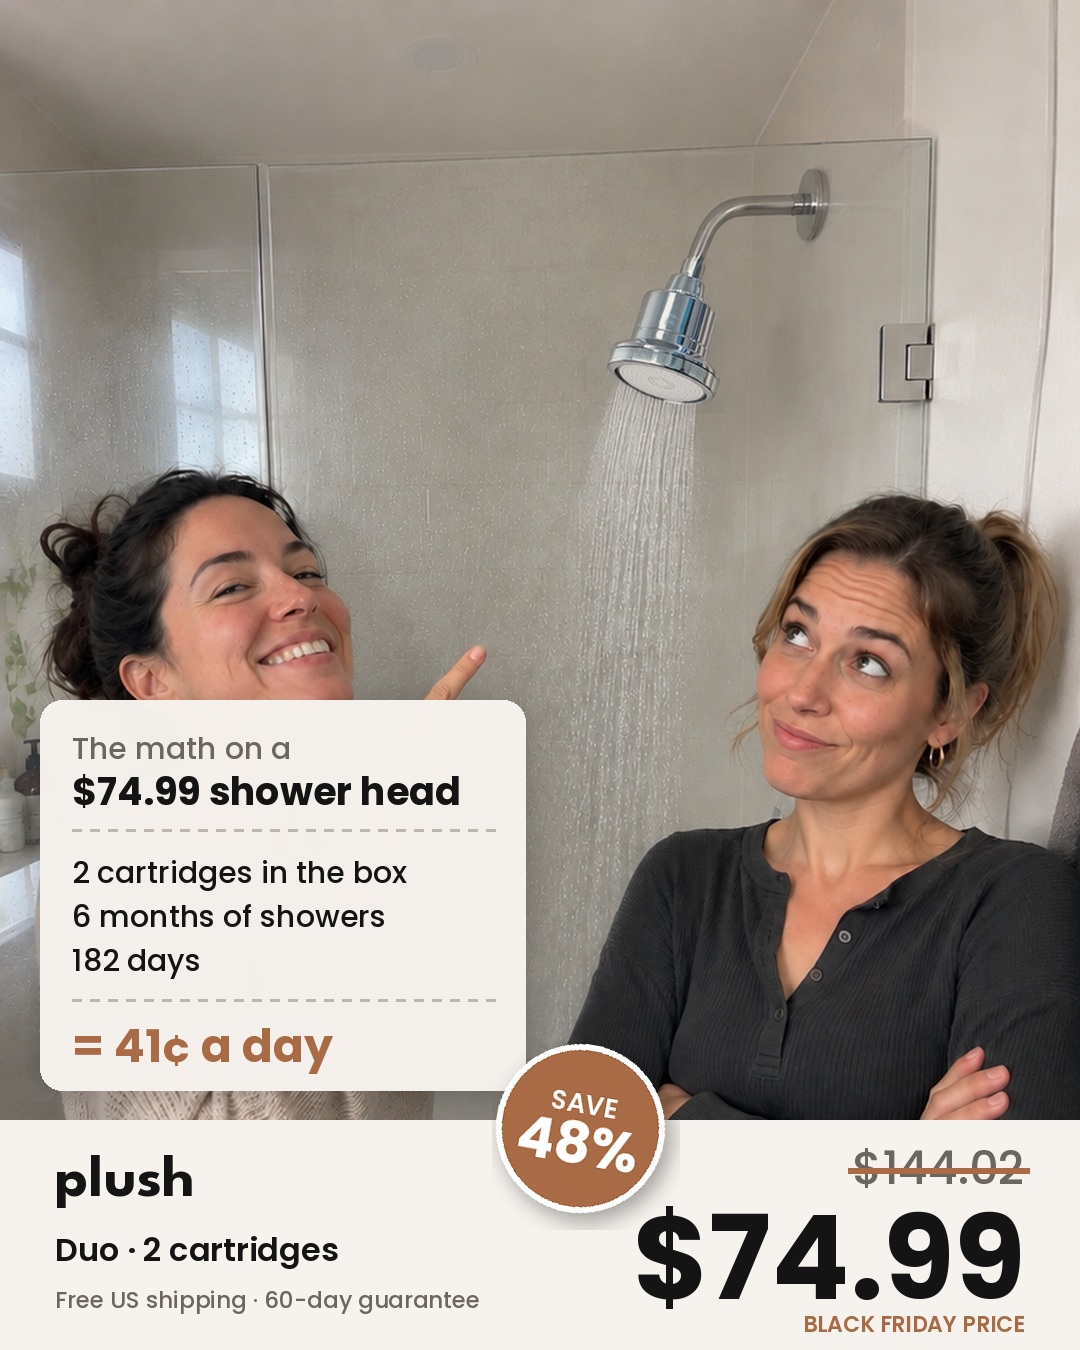 The math on a
$74.99 shower head
2 cartridges in the box
6 months of showers
182 days
= 41¢ a day
SAVE
48%
plush
Duo · 2 cartridges
Free US shipping · 60-day guarantee
$144.02
$74.99
BLACK FRIDAY PRICE